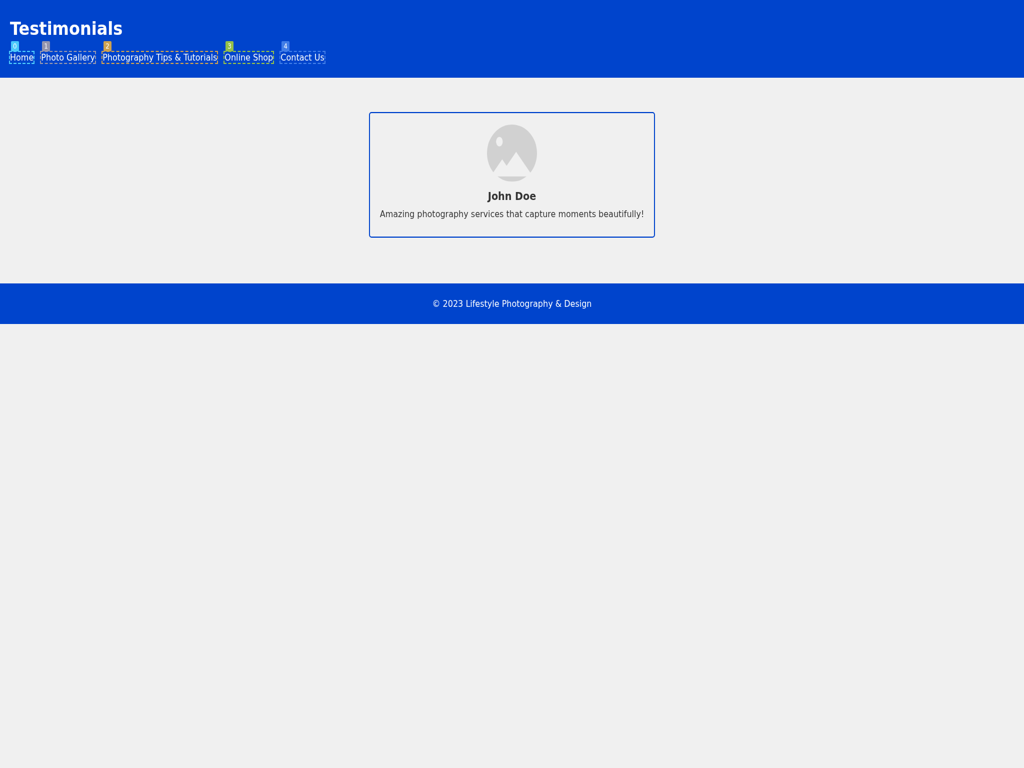 Testimonials
0 1 2 3 4
Home Photo Gallery Photography Tips & Tutorials Online Shop Contact Us
John Doe
Amazing photography services that capture moments beautifully!
© 2023 Lifestyle Photography & Design